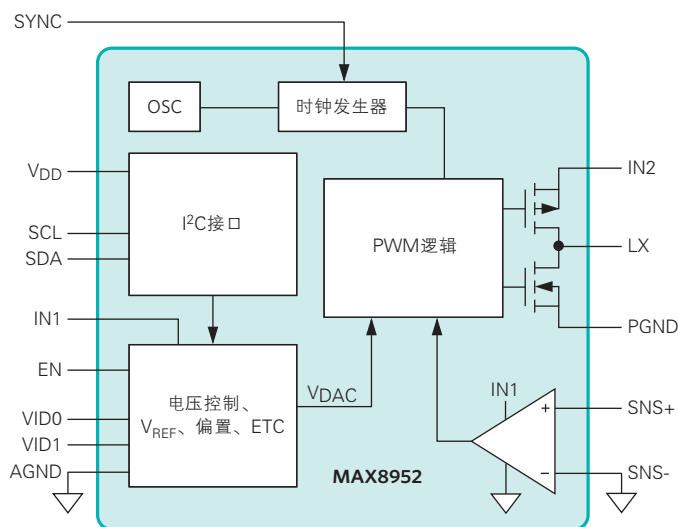 SYNC
OSC
时钟发生器
VDD
SCL
SDA
I²C接口
PWM逻辑
IN2
LX
PGND
IN1
EN
VID0
VID1
AGND
电压控制、
VREF、偏置、ETC
VDAC
IN1
+
−
SNS+
SNS-
MAX8952